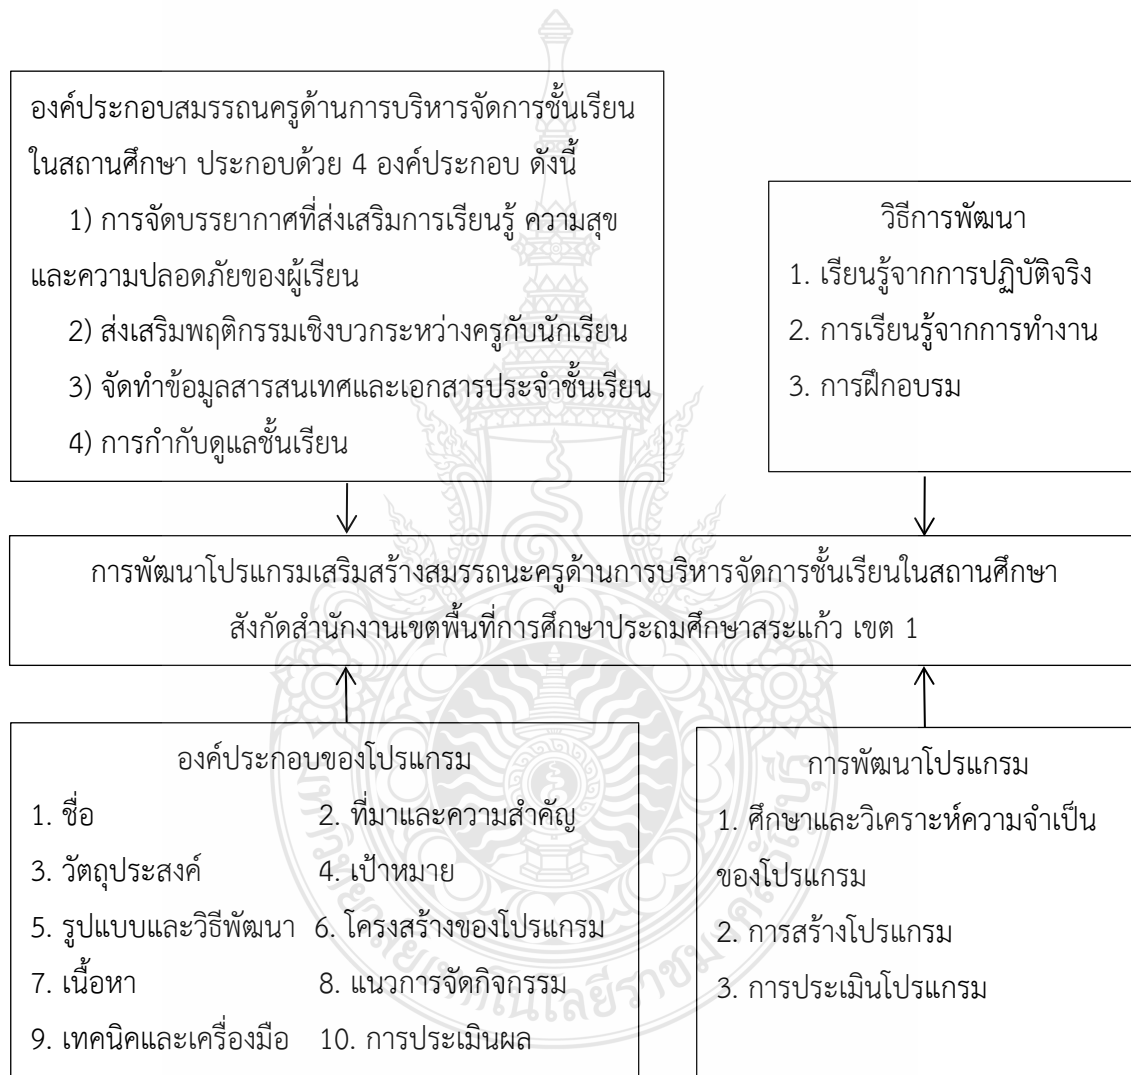 องค์ประกอบสมรรถนครูด้านการบริหารจัดการชั้นเรียน
ในสถานศึกษา ประกอบด้วย 4 องค์ประกอบ ดังนี้
1) การจัดบรรยากาศที่ส่งเสริมการเรียนรู้ ความสุข
และความปลอดภัยของผู้เรียน
2) ส่งเสริมพฤติกรรมเชิงบวกระหว่างครูกับนักเรียน
3) จัดทำข้อมูลสารสนเทศและเอกสารประจำชั้นเรียน
4) การกำกับดูแลชั้นเรียน
วิธีการพัฒนา
1. เรียนรู้จากการปฏิบัติจริง
2. การเรียนรู้จากการทำงาน
3. การฝึกอบรม
การพัฒนาโปรแกรมเสริมสร้างสมรรถนะครูด้านการบริหารจัดการชั้นเรียนในสถานศึกษา
สังกัดสำนักงานเขตพื้นที่การศึกษาประถมศึกษาสระแก้ว เขต 1
องค์ประกอบของโปรแกรม
1. ชื่อ 2. ที่มาและความสำคัญ
3. วัตถุประสงค์ 4. เป้าหมาย
5. รูปแบบและวิธีพัฒนา 6. โครงสร้างของโปรแกรม
7. เนื้อหา 8. แนวการจัดกิจกรรม
9. เทคนิคและเครื่องมือ 10. การประเมินผล
การพัฒนาโปรแกรม
1. ศึกษาและวิเคราะห์ความจำเป็น
ของโปรแกรม
2. การสร้างโปรแกรม
3. การประเมินโปรแกรม